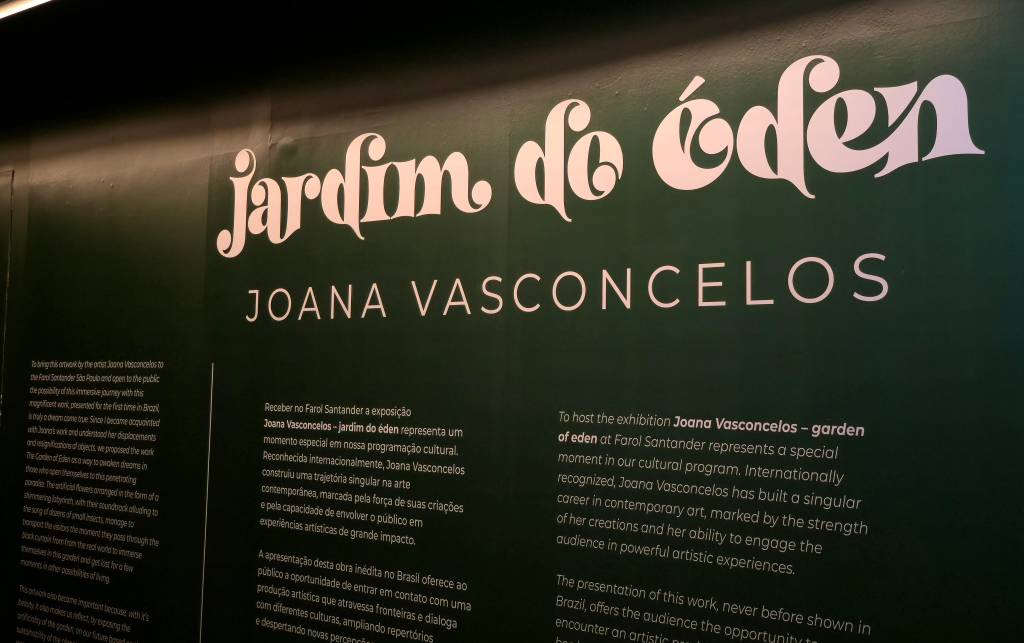 jardim do éden
JOANA VASCONCELOS
To bring this artwork by the artist Joana Vasconcelos to
the Farol Santander São Paulo and open to the public
the possibility of this immersive journey with this
magnificent work, presented for the first time in Brazil,
is truly a dream come true. Since I became acquainted
with Joana's work and understood her displacements
and resignifications of objects, we proposed the work
The Garden of Eden as a way to awaken dreams in
those who open themselves to this penetrating
paradise. The artificial flowers arranged in the form of a
shimmering labyrinth, with their soundtrack alluding to
the song of dozens of small insects, manage to
transport the visitors the moment they pass through the
black curtain from from the real world to immerse
themselves in this garden and get lost for a few
moments in other possibilities of living.
This artwork also became important because, with it's
beauty, it also makes us reflect, by exposing the
artificiality of the garden, on our future based
Receber no Farol Santander a exposição
Joana Vasconcelos – jardim do éden representa um
momento especial em nossa programação cultural.
Reconhecida internacionalmente, Joana Vasconcelos
construiu uma trajetória singular na arte
contemporânea, marcada pela força de suas criações
e pela capacidade de envolver o público em
experiências artísticas de grande impacto.
A apresentação desta obra inédita no Brasil oferece ao
público a oportunidade de entrar em contato com uma
produção artística que atravessa fronteiras e dialoga
com diferentes culturas, ampliando repertórios
e despertando novas
To host the exhibition Joana Vasconcelos – garden
of eden at Farol Santander represents a special
moment in our cultural program. Internationally
recognized, Joana Vasconcelos has built a singular
career in contemporary art, marked by the strength
of her creations and her ability to engage the
audience in powerful artistic experiences.
The presentation of this work, never before shown in
Brazil, offers the audience the opportunity to
encounter an artistic